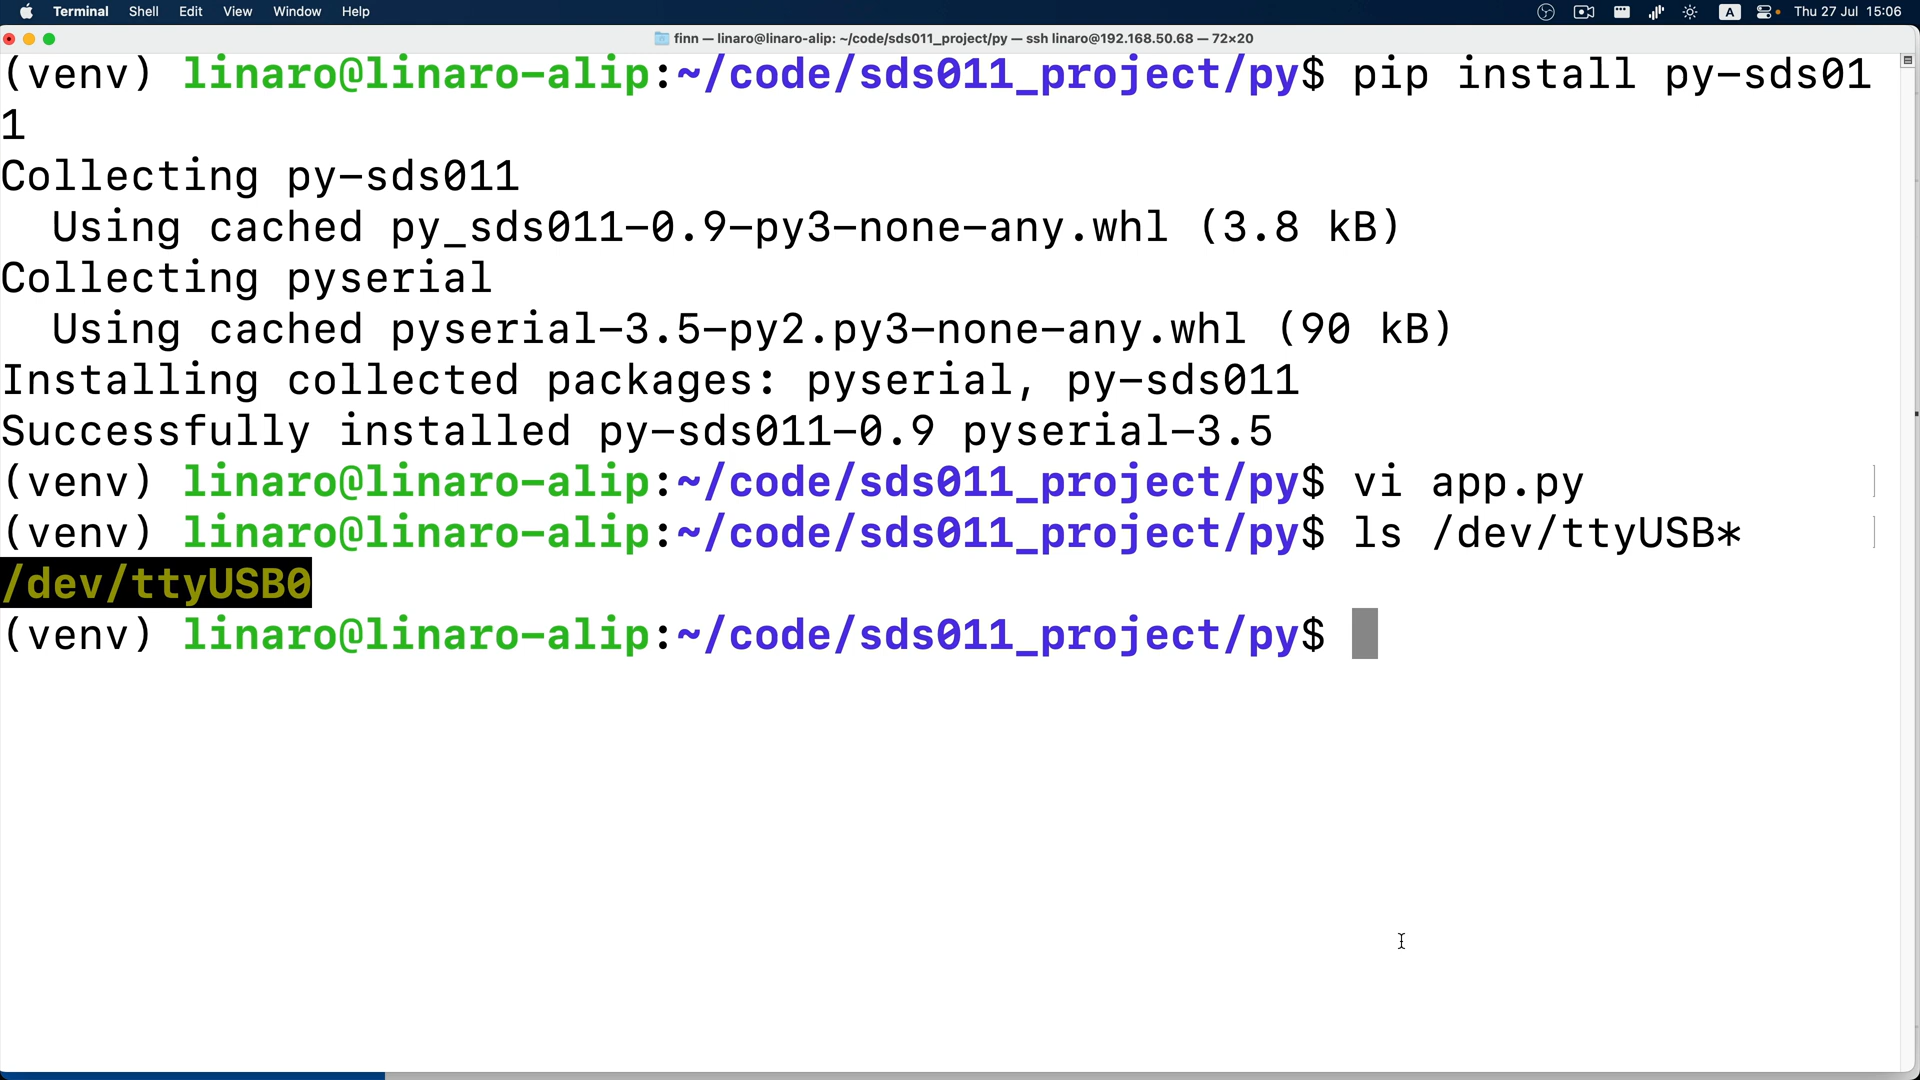 Terminal Shell Edit View Window Help A Thu 27 Jul 15:06
finn — linaro@linaro-alip: ~/code/sds011_project/py — ssh linaro@192.168.50.68 — 72×20
(venv) linaro@linaro-alip:~/code/sds011_project/py$ pip install py-sds01
1
Collecting py-sds011
  Using cached py_sds011-0.9-py3-none-any.whl (3.8 kB)
Collecting pyserial
  Using cached pyserial-3.5-py2.py3-none-any.whl (90 kB)
Installing collected packages: pyserial, py-sds011
Successfully installed py-sds011-0.9 pyserial-3.5
(venv) linaro@linaro-alip:~/code/sds011_project/py$ vi app.py
(venv) linaro@linaro-alip:~/code/sds011_project/py$ ls /dev/ttyUSB*
/dev/ttyUSB0
(venv) linaro@linaro-alip:~/code/sds011_project/py$